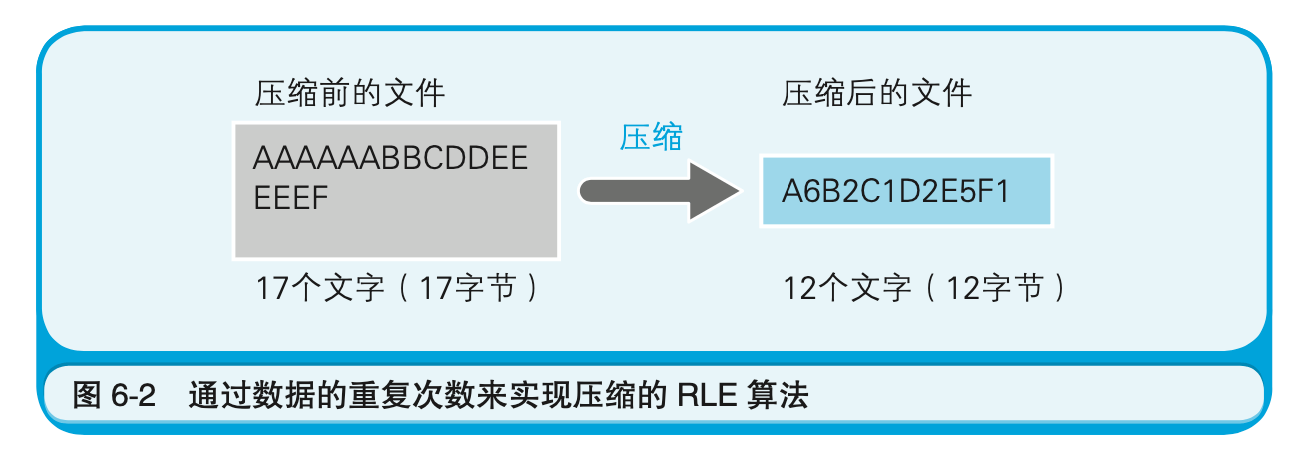 压缩前的文件
压缩后的文件
AAAAAABBCDDEE
EEEF
压缩
A6B2C1D2E5F1
17个文字（17字节）
12个文字（12字节）
图 6-2 通过数据的重复次数来实现压缩的 RLE 算法